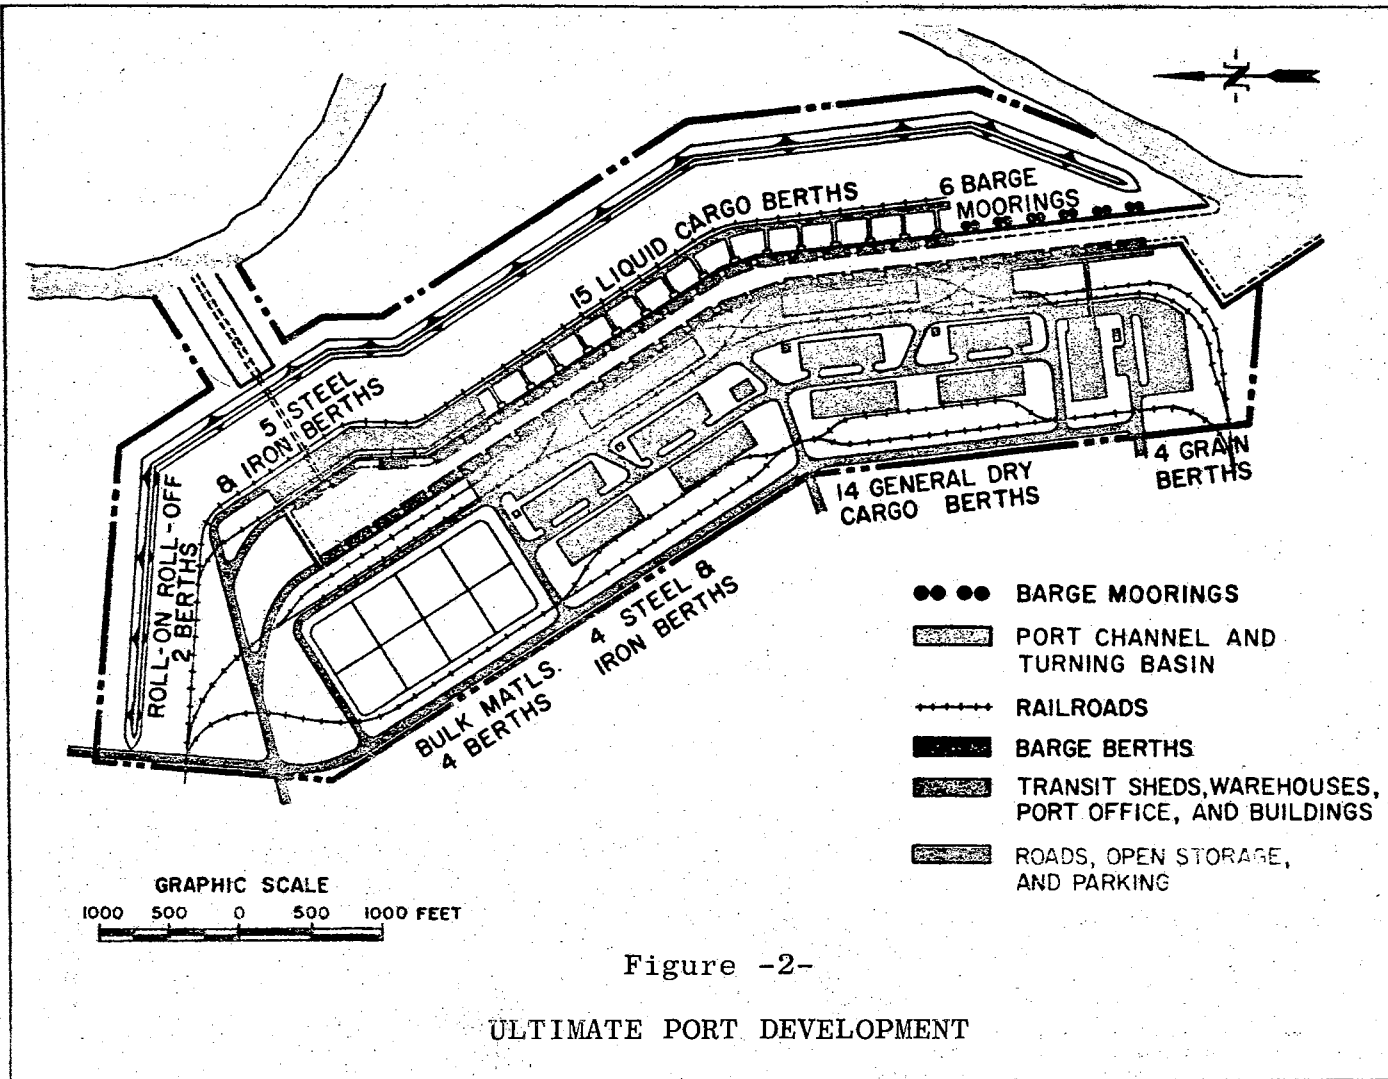 N
6 BARGE
MOORINGS
15 LIQUID CARGO BERTHS
5 STEEL
& IRON BERTHS
ROLL-ON ROLL-OFF
2 BERTHS
4 GRAIN
BERTHS
14 GENERAL DRY
CARGO BERTHS
4 STEEL &
IRON BERTHS
BULK MATLS.
4 BERTHS
BARGE MOORINGS
PORT CHANNEL AND
TURNING BASIN
RAILROADS
BARGE BERTHS
TRANSIT SHEDS, WAREHOUSES,
PORT OFFICE, AND BUILDINGS
ROADS, OPEN STORAGE,
AND PARKING
GRAPHIC SCALE
1000 500 0 500 1000 FEET
Figure -2-
ULTIMATE PORT DEVELOPMENT